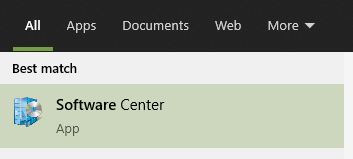 All Apps Documents Web More
Best match
Software Center
App